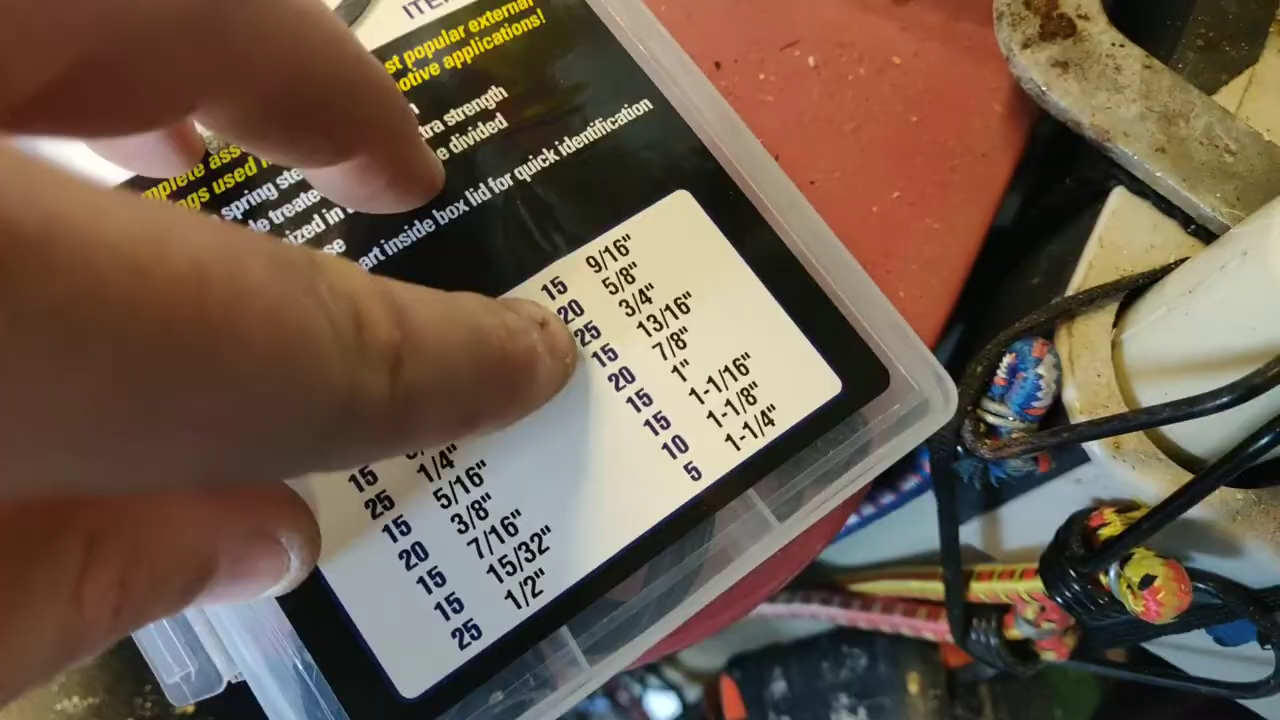 ITE
st popular external
otive applications!
tra strength
e divided
mplete ass
ngs used
spring ste
de treate
ized in
se
art inside box lid for quick identification
15 9/16"
20 5/8"
25 3/4"
15 13/16"
20 7/8"
15 1"
15 1-1/16"
10 1-1/8"
5 1-1/4"
15
25 1/4"
15 5/16"
20 3/8"
15 7/16"
15 15/32"
25 1/2"